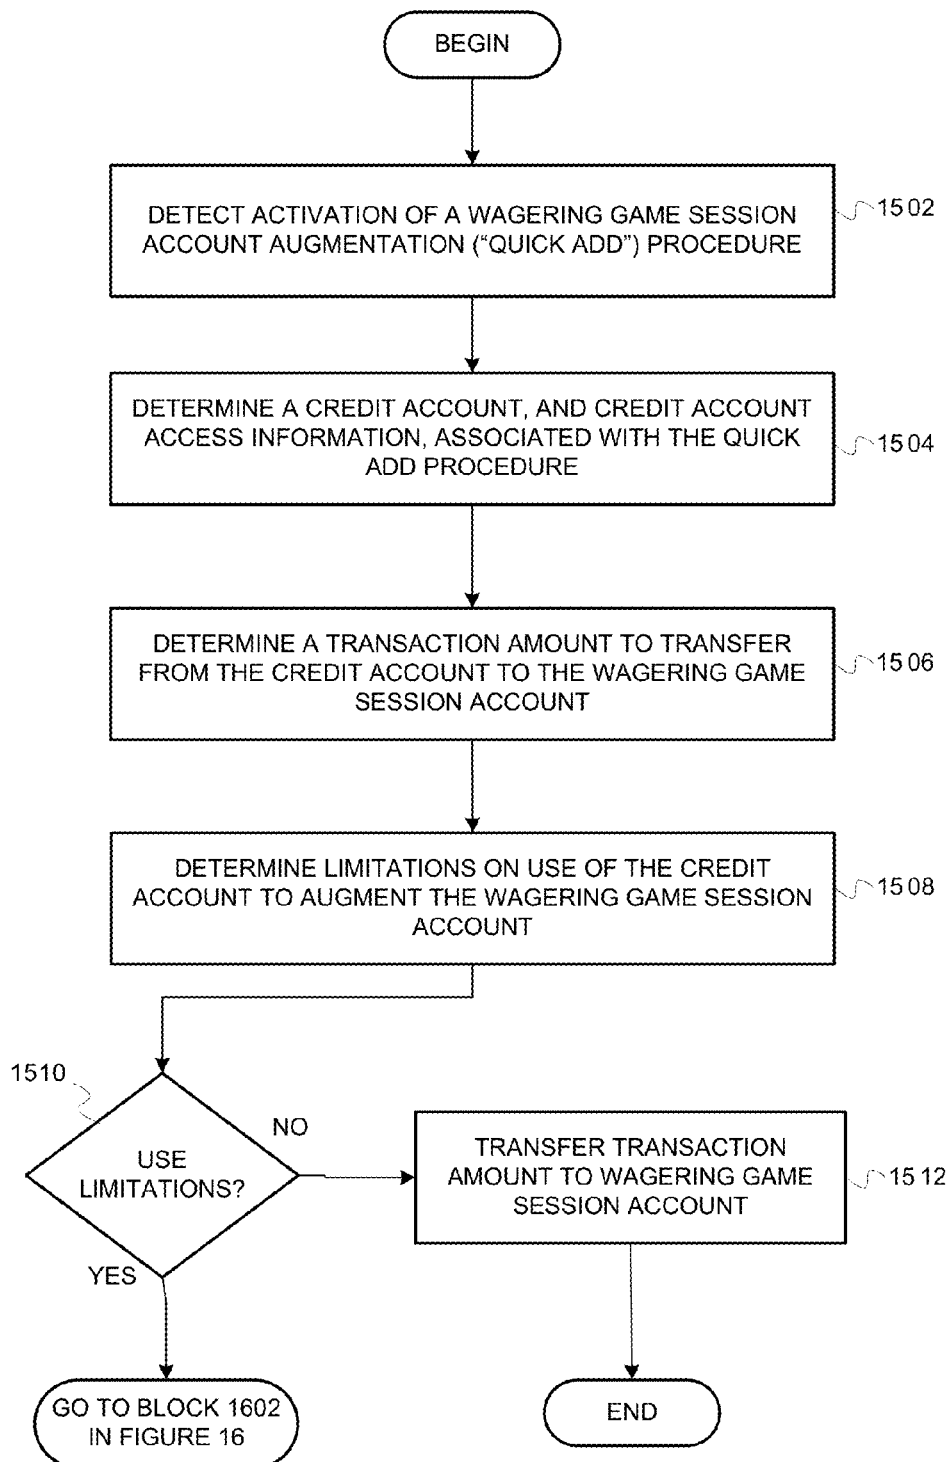 BEGIN
DETECT ACTIVATION OF A WAGERING GAME SESSION
ACCOUNT AUGMENTATION (“QUICK ADD”) PROCEDURE
1502
DETERMINE A CREDIT ACCOUNT, AND CREDIT ACCOUNT
ACCESS INFORMATION, ASSOCIATED WITH THE QUICK
ADD PROCEDURE
1504
DETERMINE A TRANSACTION AMOUNT TO TRANSFER
FROM THE CREDIT ACCOUNT TO THE WAGERING GAME
SESSION ACCOUNT
1506
DETERMINE LIMITATIONS ON USE OF THE CREDIT
ACCOUNT TO AUGMENT THE WAGERING GAME SESSION
ACCOUNT
1508
1510
USE
LIMITATIONS?
NO
YES
TRANSFER TRANSACTION
AMOUNT TO WAGERING GAME
SESSION ACCOUNT
1512
GO TO BLOCK 1602
IN FIGURE 16
END